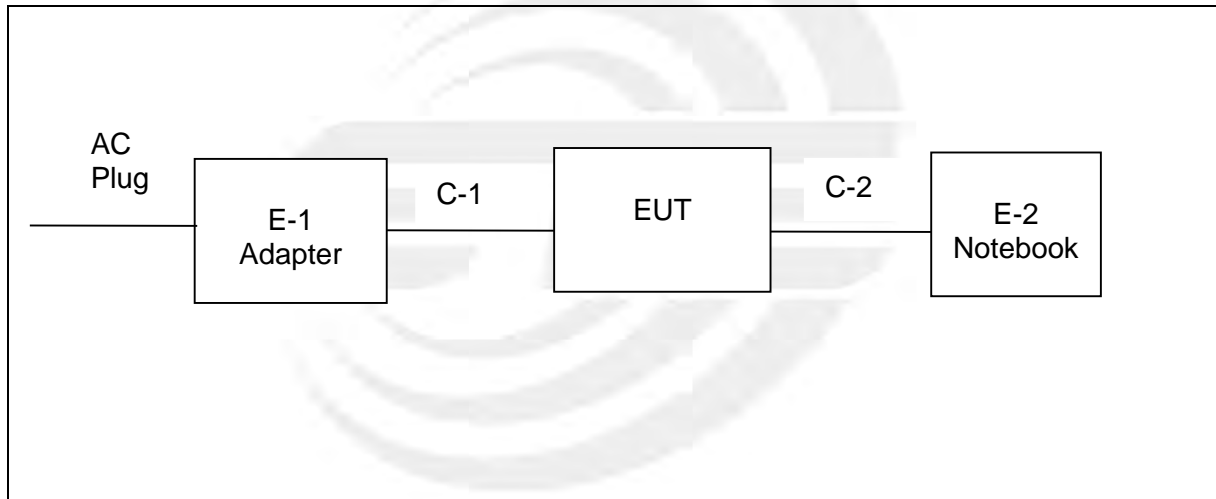 AC
Plug
E-1
Adapter
C-1
EUT
C-2
E-2
Notebook